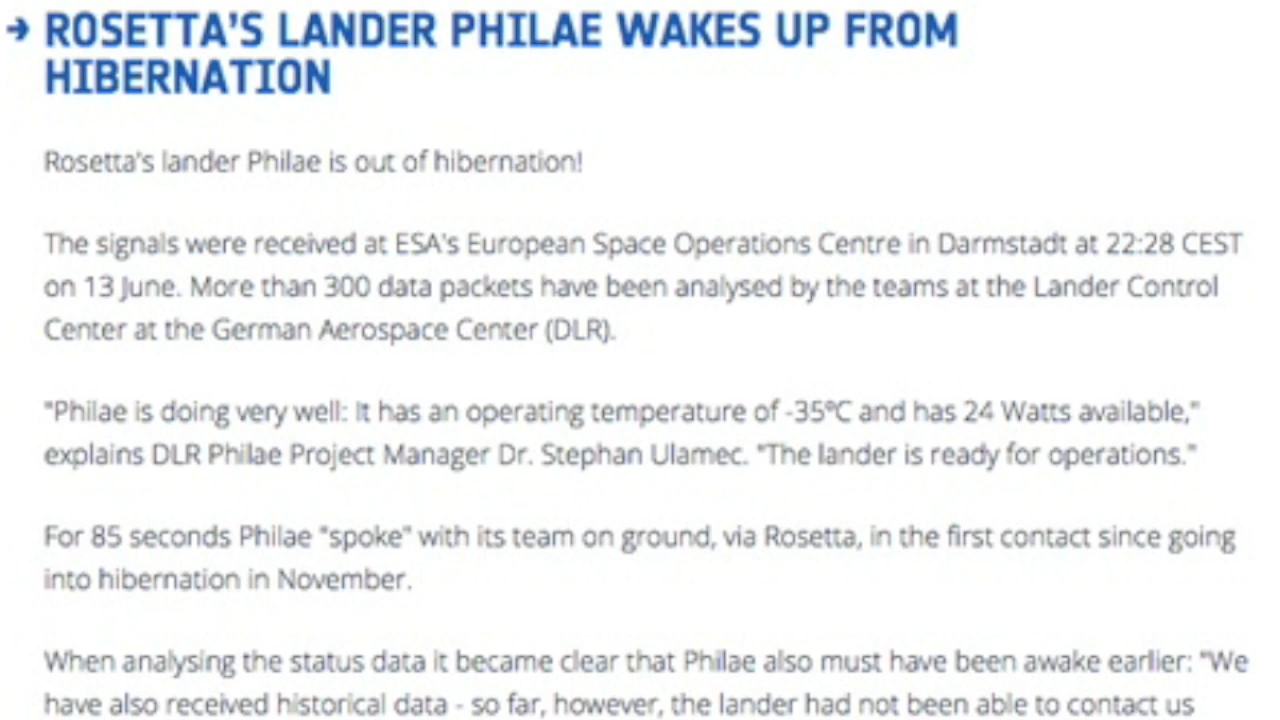 → ROSETTA'S LANDER PHILAE WAKES UP FROM
HIBERNATION
Rosetta's lander Philae is out of hibernation!
The signals were received at ESA's European Space Operations Centre in Darmstadt at 22:28 CEST
on 13 June. More than 300 data packets have been analysed by the teams at the Lander Control
Center at the German Aerospace Center (DLR).
"Philae is doing very well: It has an operating temperature of -35ºC and has 24 Watts available,"
explains DLR Philae Project Manager Dr. Stephan Ulamec. "The lander is ready for operations."
For 85 seconds Philae "spoke" with its team on ground, via Rosetta, in the first contact since going
into hibernation in November.
When analysing the status data it became clear that Philae also must have been awake earlier: "We
have also received historical data - so far, however, the lander had not been able to contact us